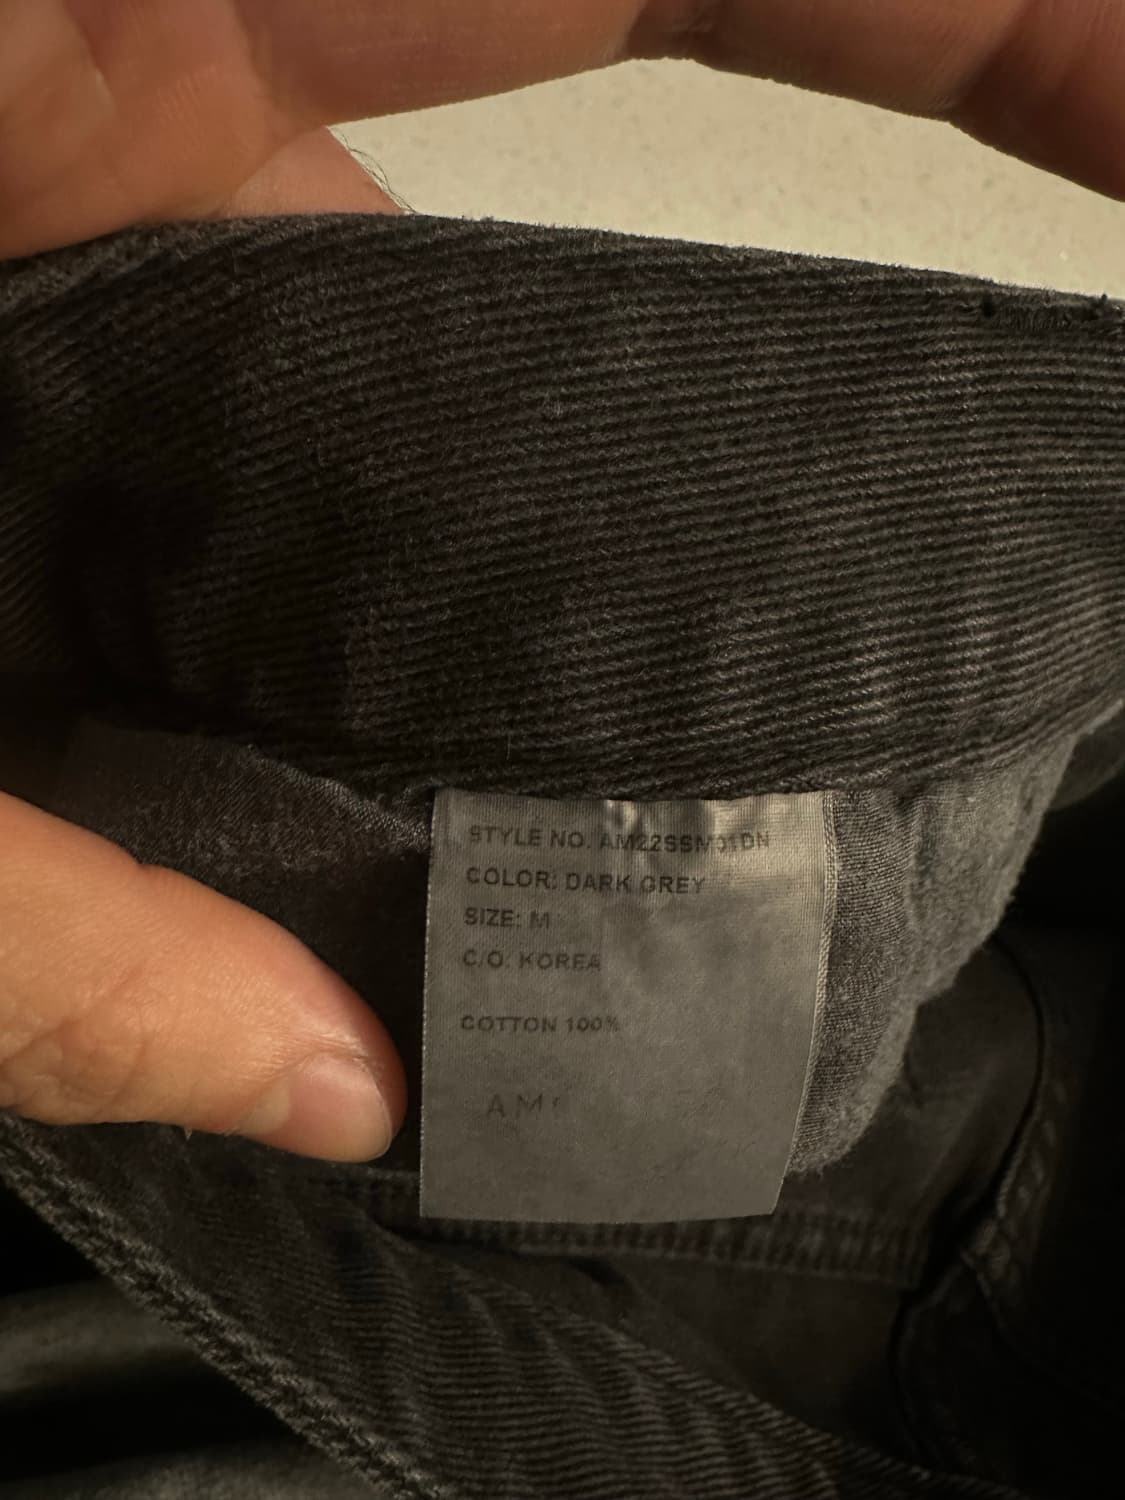 STYLE NO. AM22SSM01DN
COLOR: DARK GREY
SIZE: M
C/O: KOREA
COTTON 100%